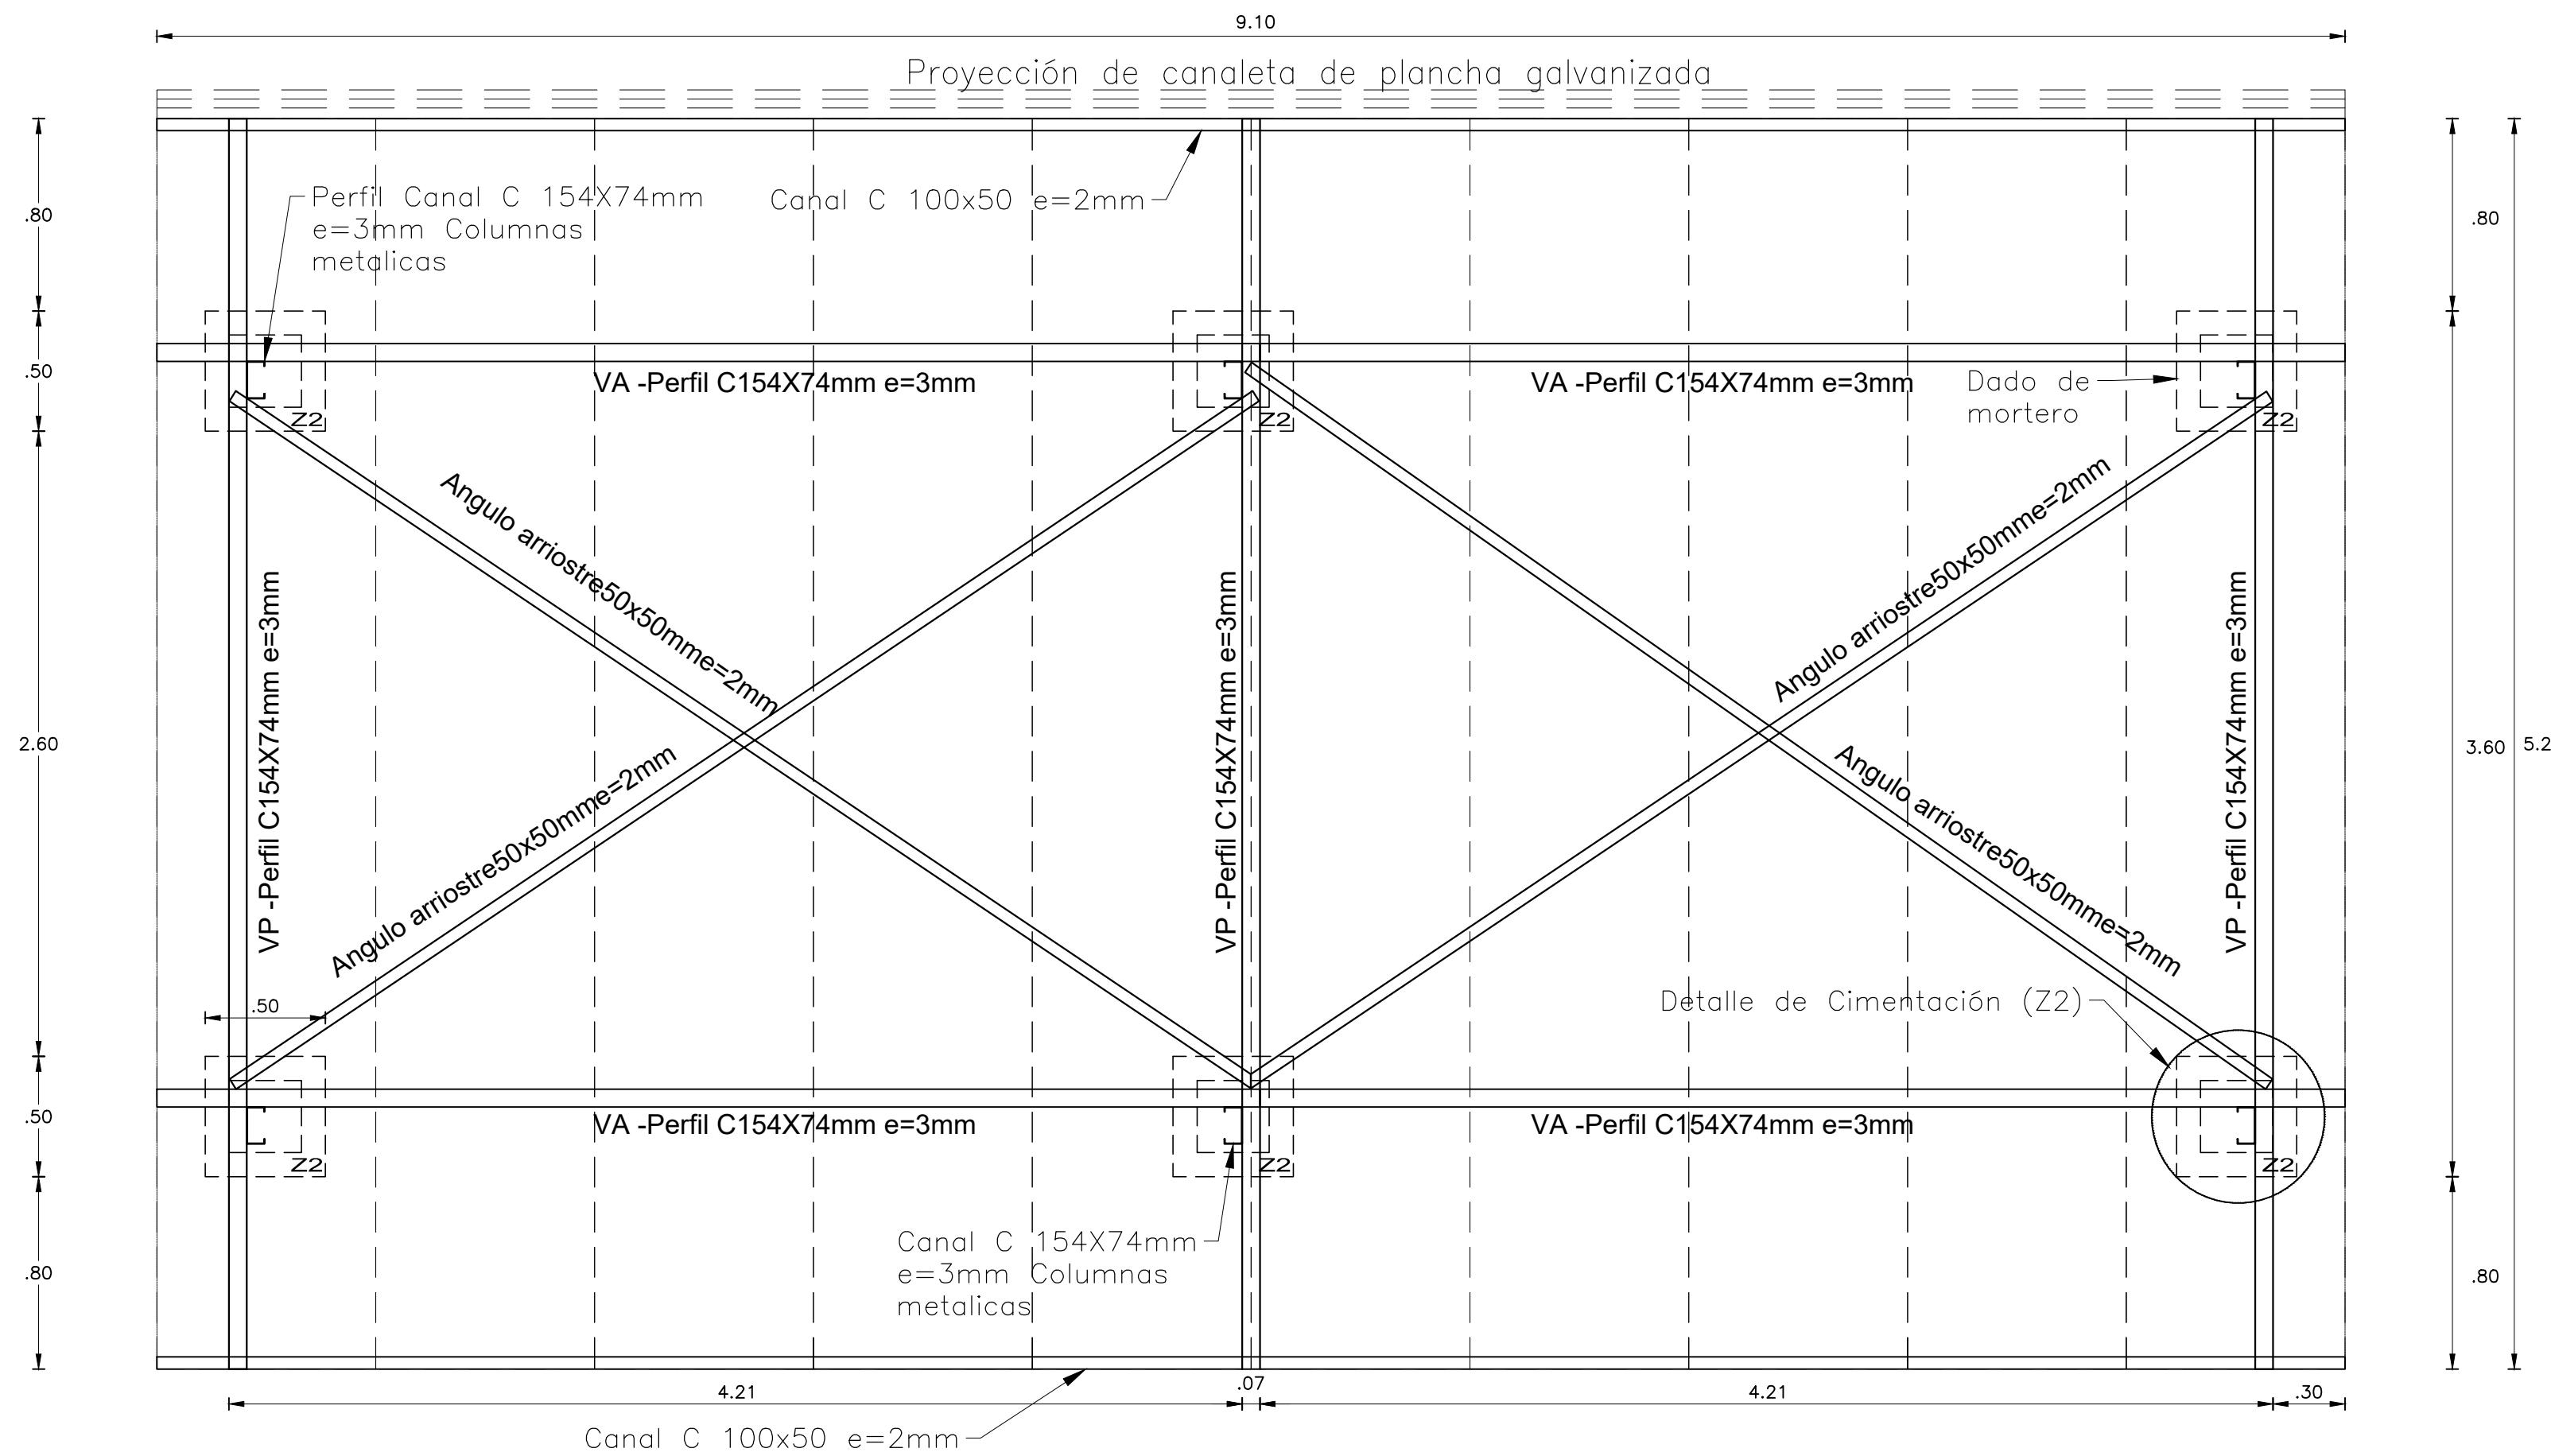 9.10
Proyección de canaleta de plancha galvanizada
Perfil Canal C 154X74mm
e=3mm Columnas
metalicas
Canal C 100x50 e=2mm
.80
.80
.50
VA -Perfil C154X74mm e=3mm
VA -Perfil C154X74mm e=3mm
Dado de
mortero
Z2
Z2
Z2
Angulo arriostre50x50mme=2mm
Angulo arriostre50x50mme=2mm
VP -Perfil C154X74mm e=3mm
VP -Perfil C154X74mm e=3mm
VP -Perfil C154X74mm e=3mm
2.60
3.60
5.2
Angulo arriostre50x50mme=2mm
Angulo arriostre50x50mme=2mm
.50
Detalle de Cimentación (Z2)
.50
VA -Perfil C154X74mm e=3mm
VA -Perfil C154X74mm e=3mm
Z2
Z2
Z2
Canal C 154X74mm
e=3mm Columnas
metalicas
.80
.80
4.21
.07
4.21
.30
Canal C 100x50 e=2mm